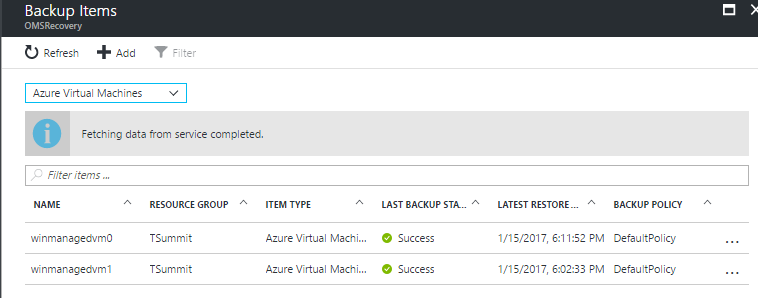 Backup Items
OMSRecovery
Refresh Add Filter
Azure Virtual Machines
Fetching data from service completed.
Filter items ...
NAME RESOURCE GROUP ITEM TYPE LAST BACKUP STA... LATEST RESTORE ... BACKUP POLICY
winmanagedvm0 TSummit Azure Virtual Machi... Success 1/15/2017, 6:11:52 PM DefaultPolicy ...
winmanagedvm1 TSummit Azure Virtual Machi... Success 1/15/2017, 6:02:33 PM DefaultPolicy ...